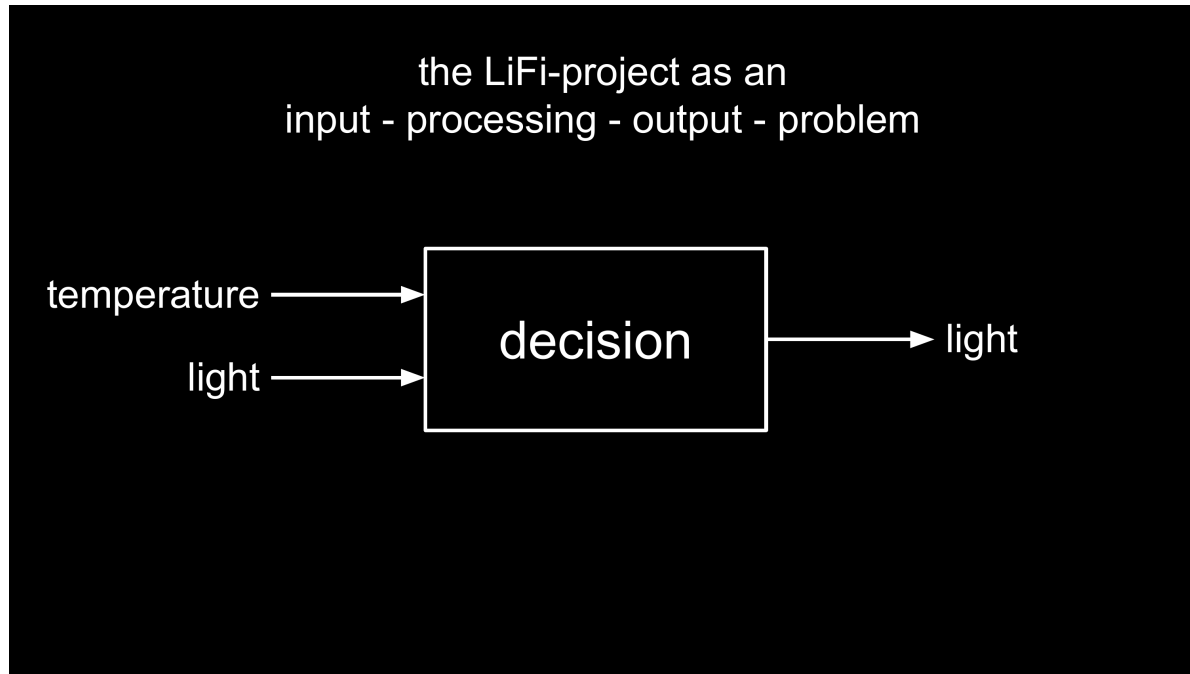 the LiFi-project as an
input - processing - output - problem
temperature
light
decision
light